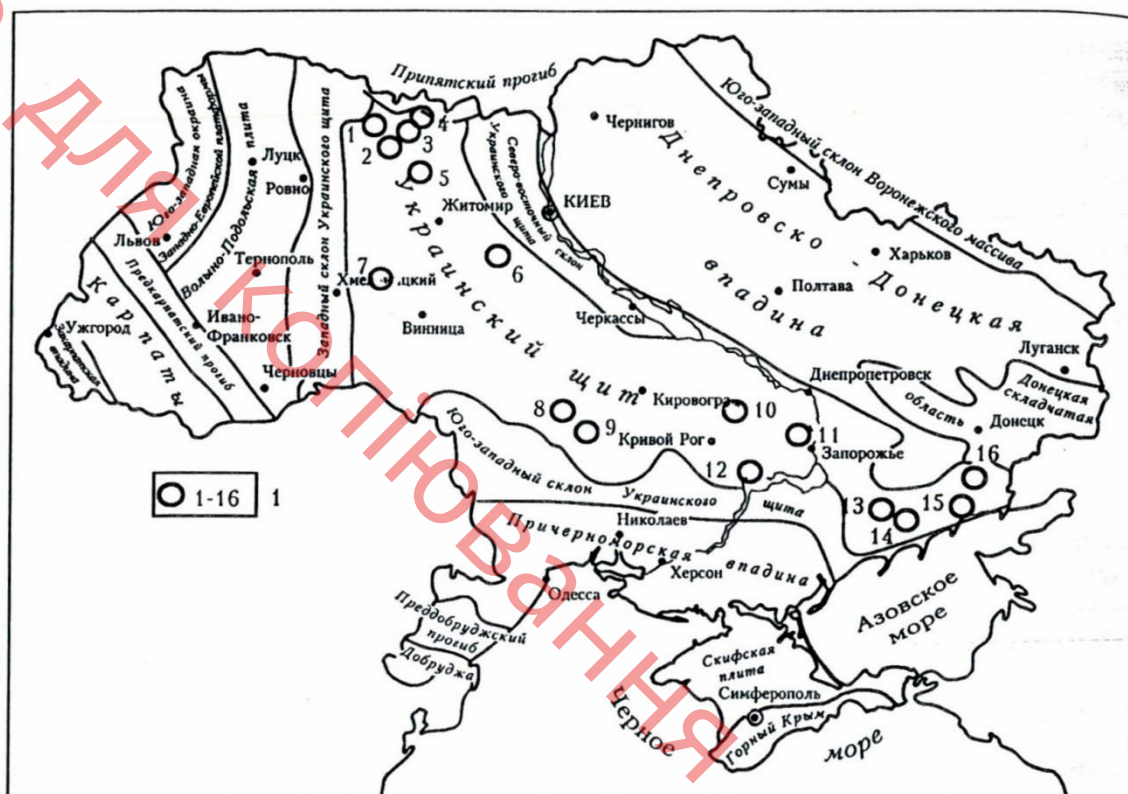 Припятский прогиб
Юго-западный склон Воронежского массива
Чернигов
Днепровско - Донецкая
впадина
Сумы
Харьков
Полтава
Луганск
Юго-западная окраина
Западно-Европейской платформы
Волыно-Подольская плита
Луцк
Ровно
Западный склон Украинского щита
1
2
3
4
5
Северо-восточный склон
Украинского щита
КИЕВ
Житомир
Украинский щит
6
Львов
Тернополь
7
Хмел
ицкий
Винница
Черкассы
Карпаты
Предкарпатский прогиб
Ужгород
Закарпатская
впадина
Ивано-
Франковск
Черновцы
Днепропетровск
Донецкая
складчатая
область
Донецк
Кировогра
8
9
10
Кривой Рог
11
Запорожье
12
13
14
15
16
Юго-западный склон Украинского щита
1-16
1
Причерноморская впадина
Николаев
Херсон
Одесса
Преддобруджский
прогиб
Добруджа
Азовское
море
Скифская
плита
Симферополь
Горный Крым
Черное
море
для копіювання